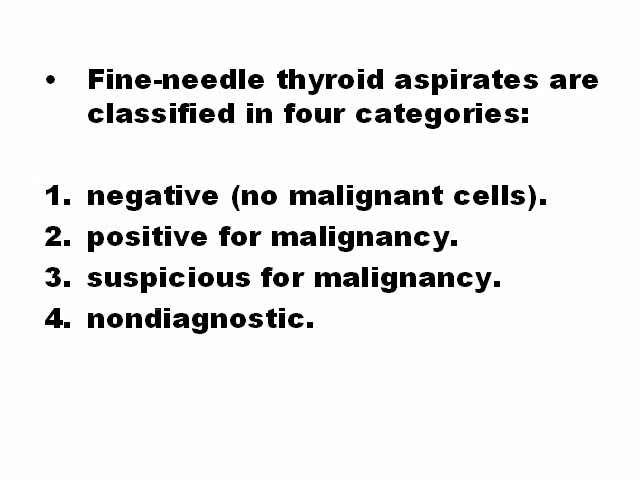 • Fine-needle thyroid aspirates are
classified in four categories:
1. negative (no malignant cells).
2. positive for malignancy.
3. suspicious for malignancy.
4. nondiagnostic.